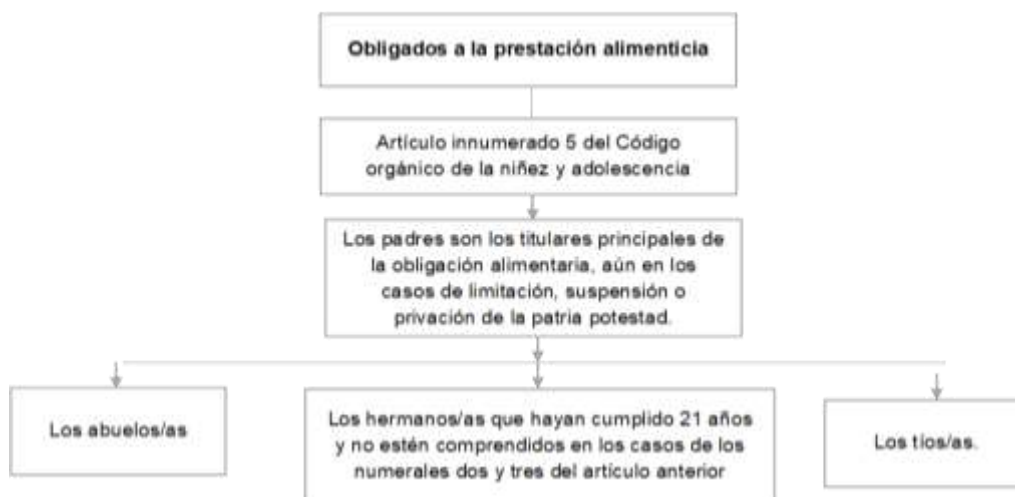 Obligados a la prestación alimenticia
Artículo innumerado 5 del Código
orgánico de la niñez y adolescencia
Los padres son los titulares principales de
la obligación alimentaria, aún en los
casos de limitación, suspensión o
privación de la patria potestad.
Los abuelos/as
Los hermanos/as que hayan cumplido 21 años
y no estén comprendidos en los casos de los
numerales dos y tres del artículo anterior
Los tíos/as.